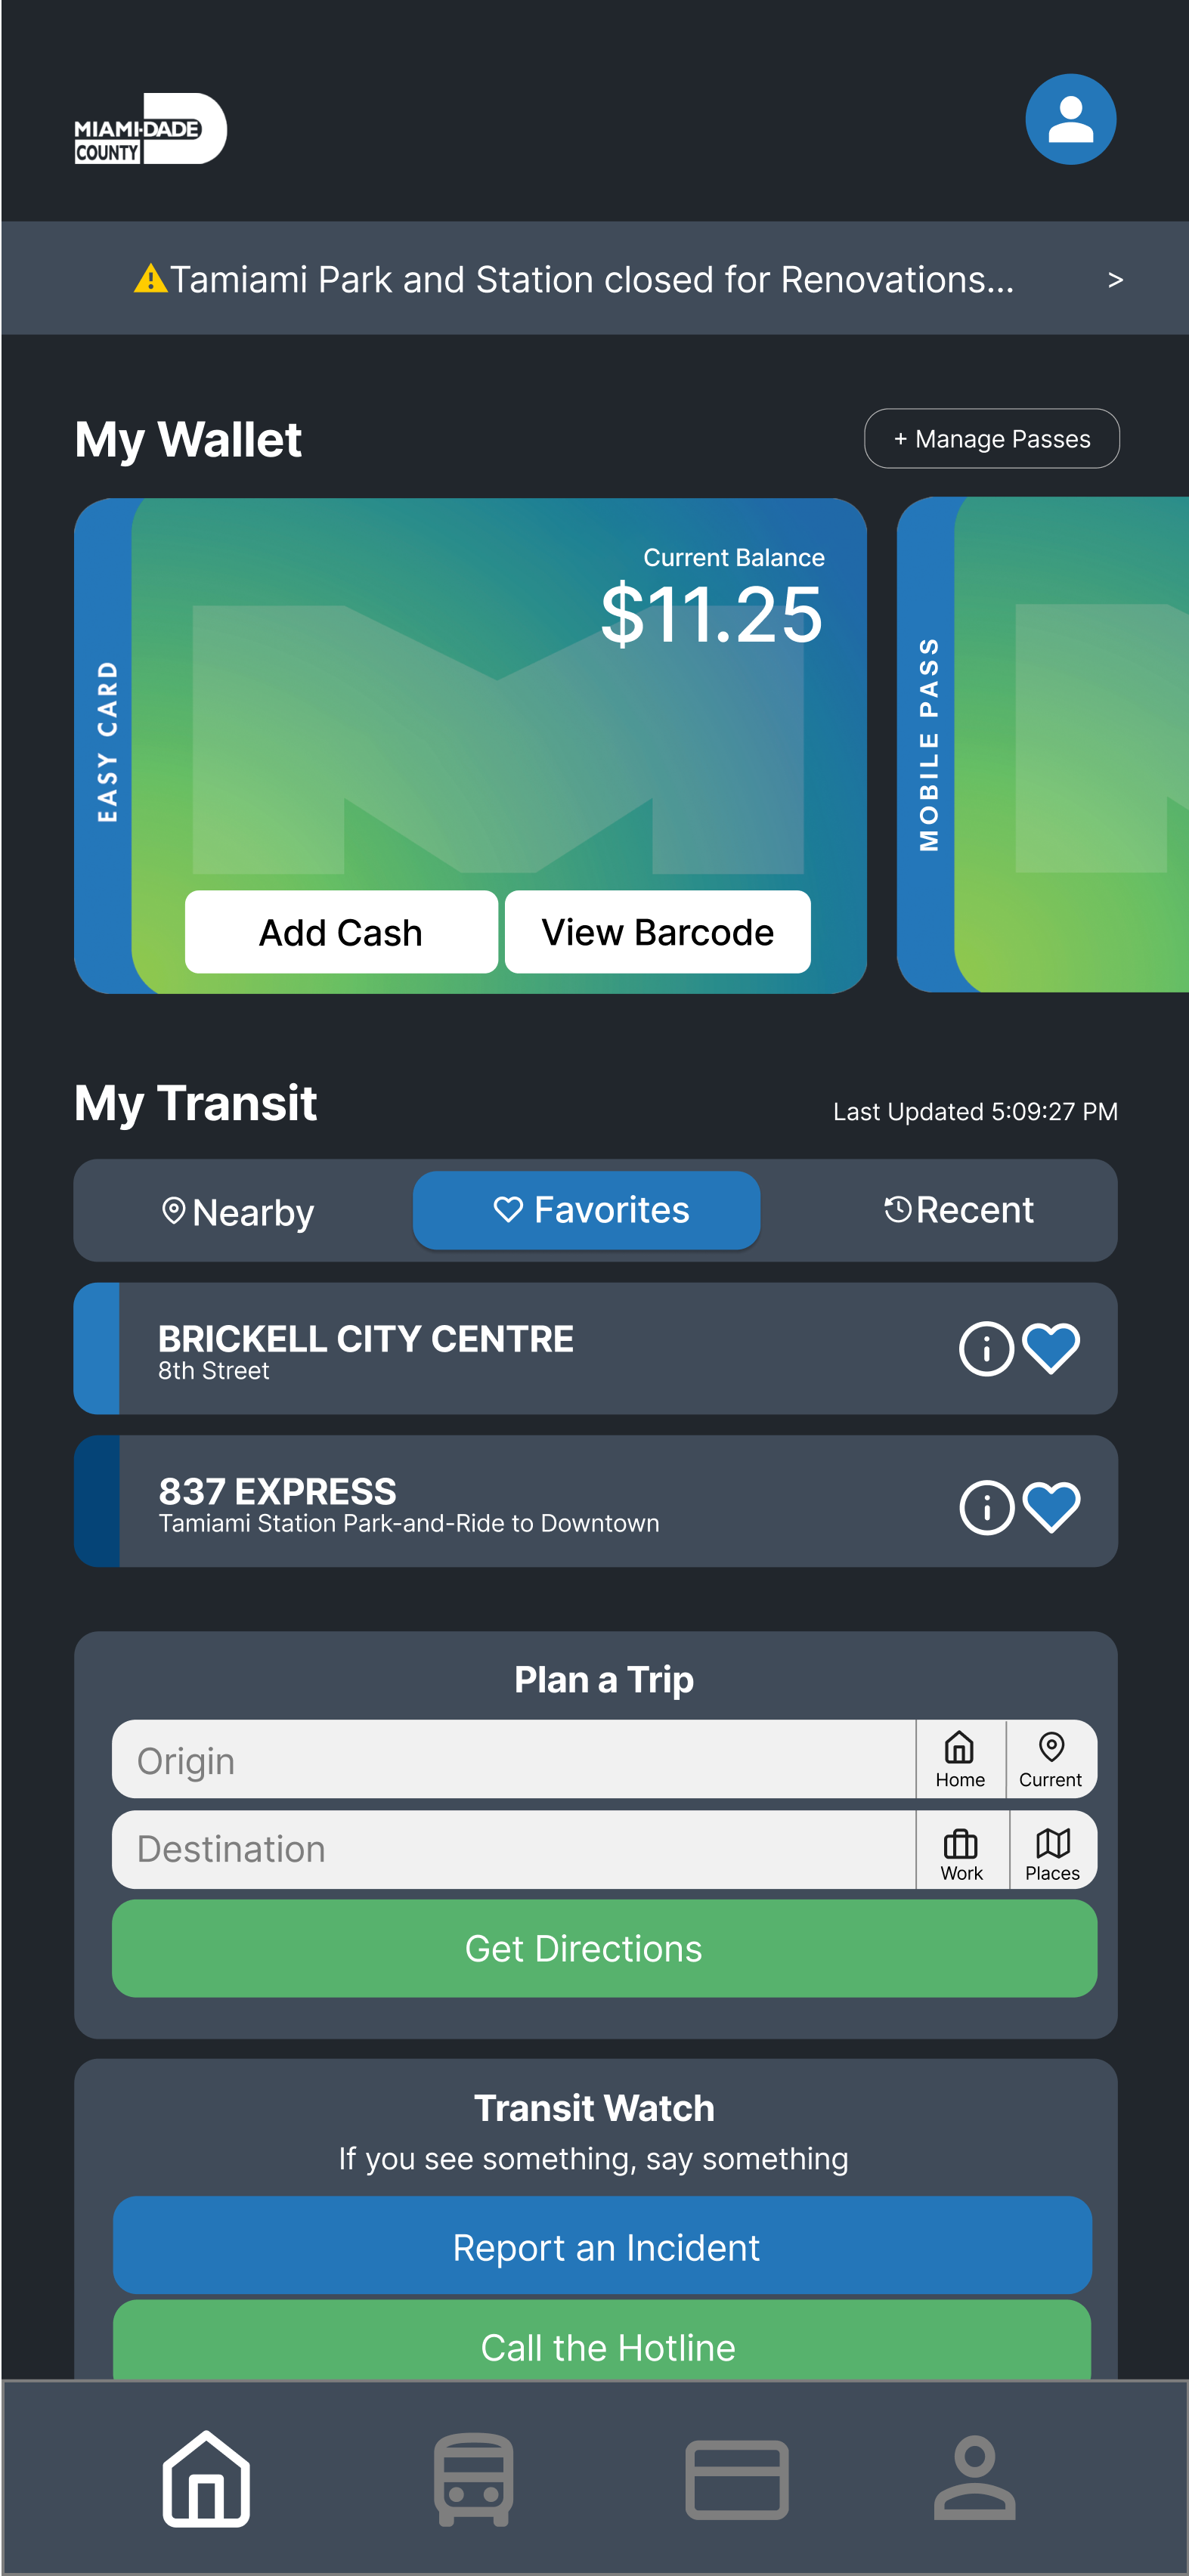 MIAMI-DADE
COUNTY
Tamiami Park and Station closed for Renovations... >
My Wallet
+ Manage Passes
EASY CARD
Current Balance
$11.25
Add Cash
View Barcode
MOBILE PASS
My Transit
Last Updated 5:09:27 PM
Nearby
Favorites
Recent
BRICKELL CITY CENTRE
8th Street
837 EXPRESS
Tamiami Station Park-and-Ride to Downtown
Plan a Trip
Origin
Home
Current
Destination
Work
Places
Get Directions
Transit Watch
If you see something, say something
Report an Incident
Call the Hotline